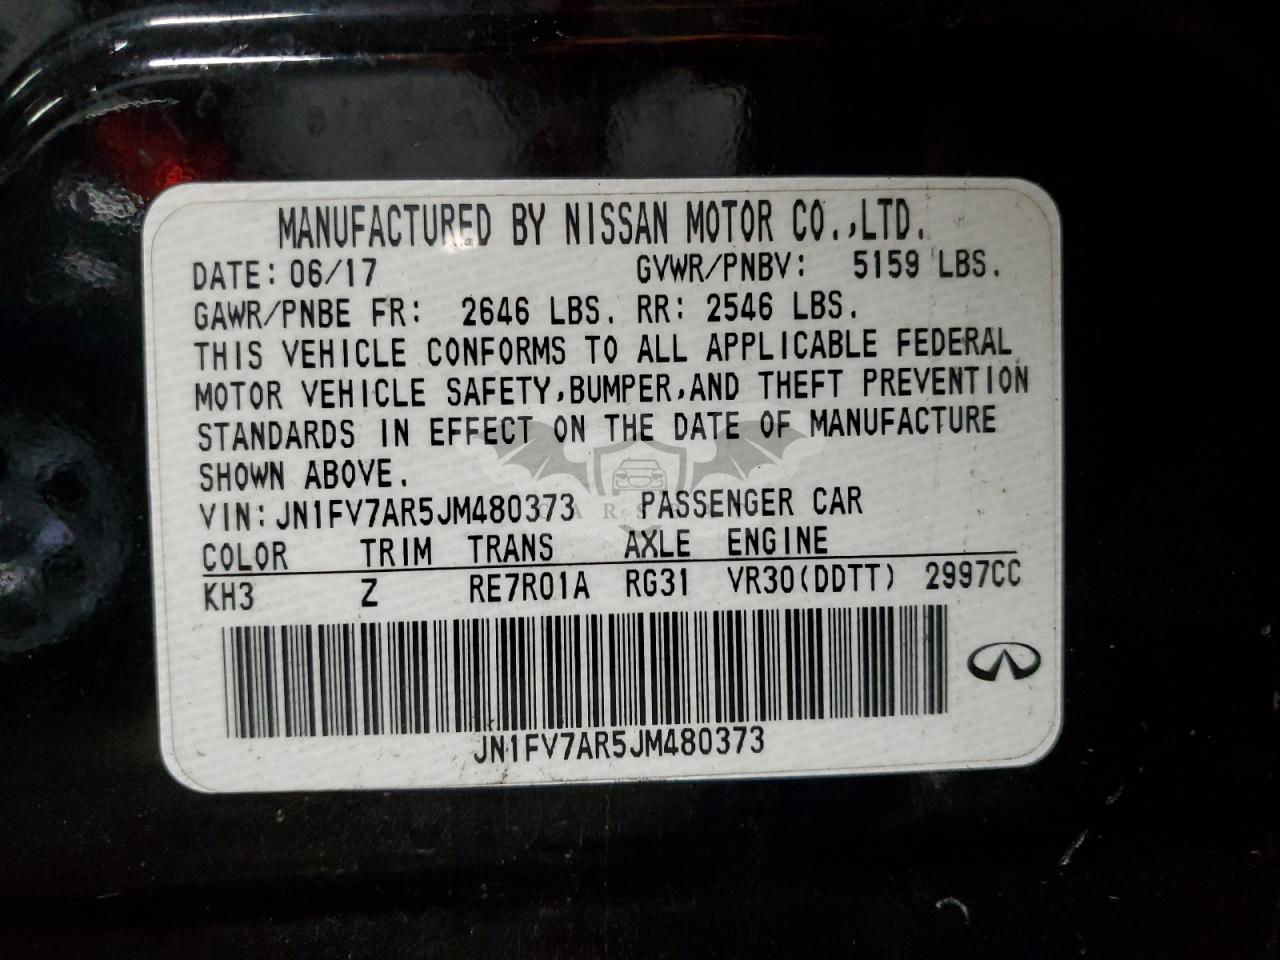 MANUFACTURED BY NISSAN MOTOR CO.,LTD.
DATE: 06/17 GVWR/PNBV: 5159 LBS.
GAWR/PNBE FR: 2646 LBS. RR: 2546 LBS.
THIS VEHICLE CONFORMS TO ALL APPLICABLE FEDERAL
MOTOR VEHICLE SAFETY,BUMPER,AND THEFT PREVENTION
STANDARDS IN EFFECT ON THE DATE OF MANUFACTURE
SHOWN ABOVE.
VIN: JN1FV7AR5JM480373 PASSENGER CAR
COLOR TRIM TRANS AXLE ENGINE
KH3 Z RE7R01A RG31 VR30(DDTT) 2997CC
JN1FV7AR5JM480373